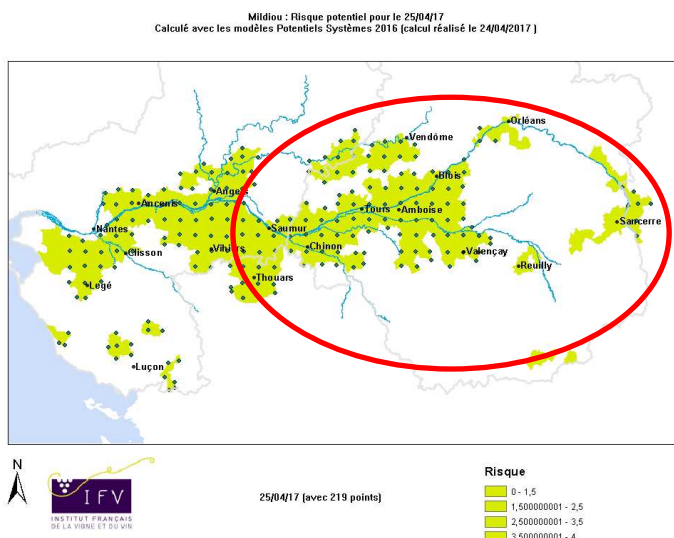 Mildiou : Risque potentiel pour le 25/04/17
Calculé avec les modèles Potentiels Systèmes 2016 (calcul réalisé le 24/04/2017 )
Orléans
Vendôme
Blois
Angers
Ancenis
Tours
Amboise
Sancerre
Nantes
Saumur
Chinon
Clisson
Vihiers
Valençay
Reuilly
Thouars
Legé
Luçon
N
IFV
INSTITUT FRANÇAIS
DE LA VIGNE ET DU VIN
25/04/17 (avec 219 points)
Risque
0 - 1,5
1,500000001 - 2,5
2,500000001 - 3,5
3,500000001 - 4